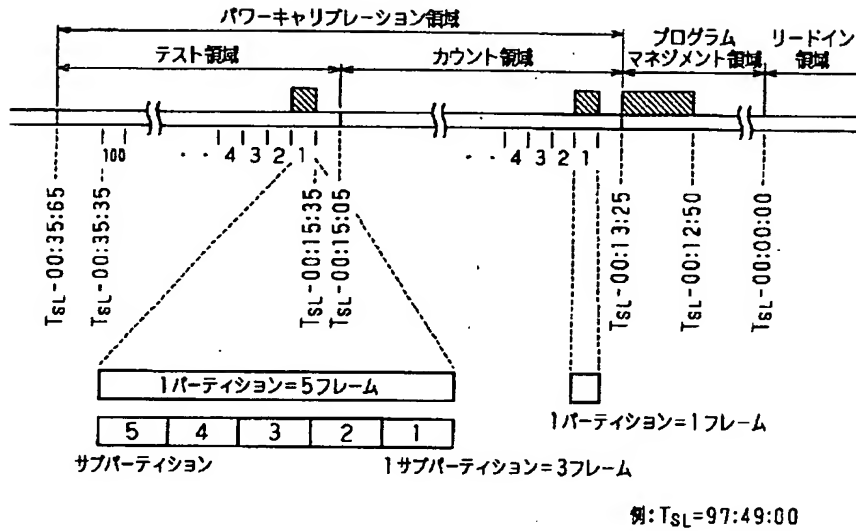 パワーキャリブレーション領域
テスト領域
カウント領域
プログラム
マネジメント領域
リードイン
領域
100
・・4 3 2 1
・・4 3 2 1
TSL-00:35:65
TSL-00:35:35
TSL-00:15:35
TSL-00:15:05
TSL-00:13:25
TSL-00:12:50
TSL-00:00:00
1パーティション=5フレーム
5 4 3 2 1
サブパーティション
1サブパーティション=3フレーム
1パーティション=1フレーム
例:TSL=97:49:00